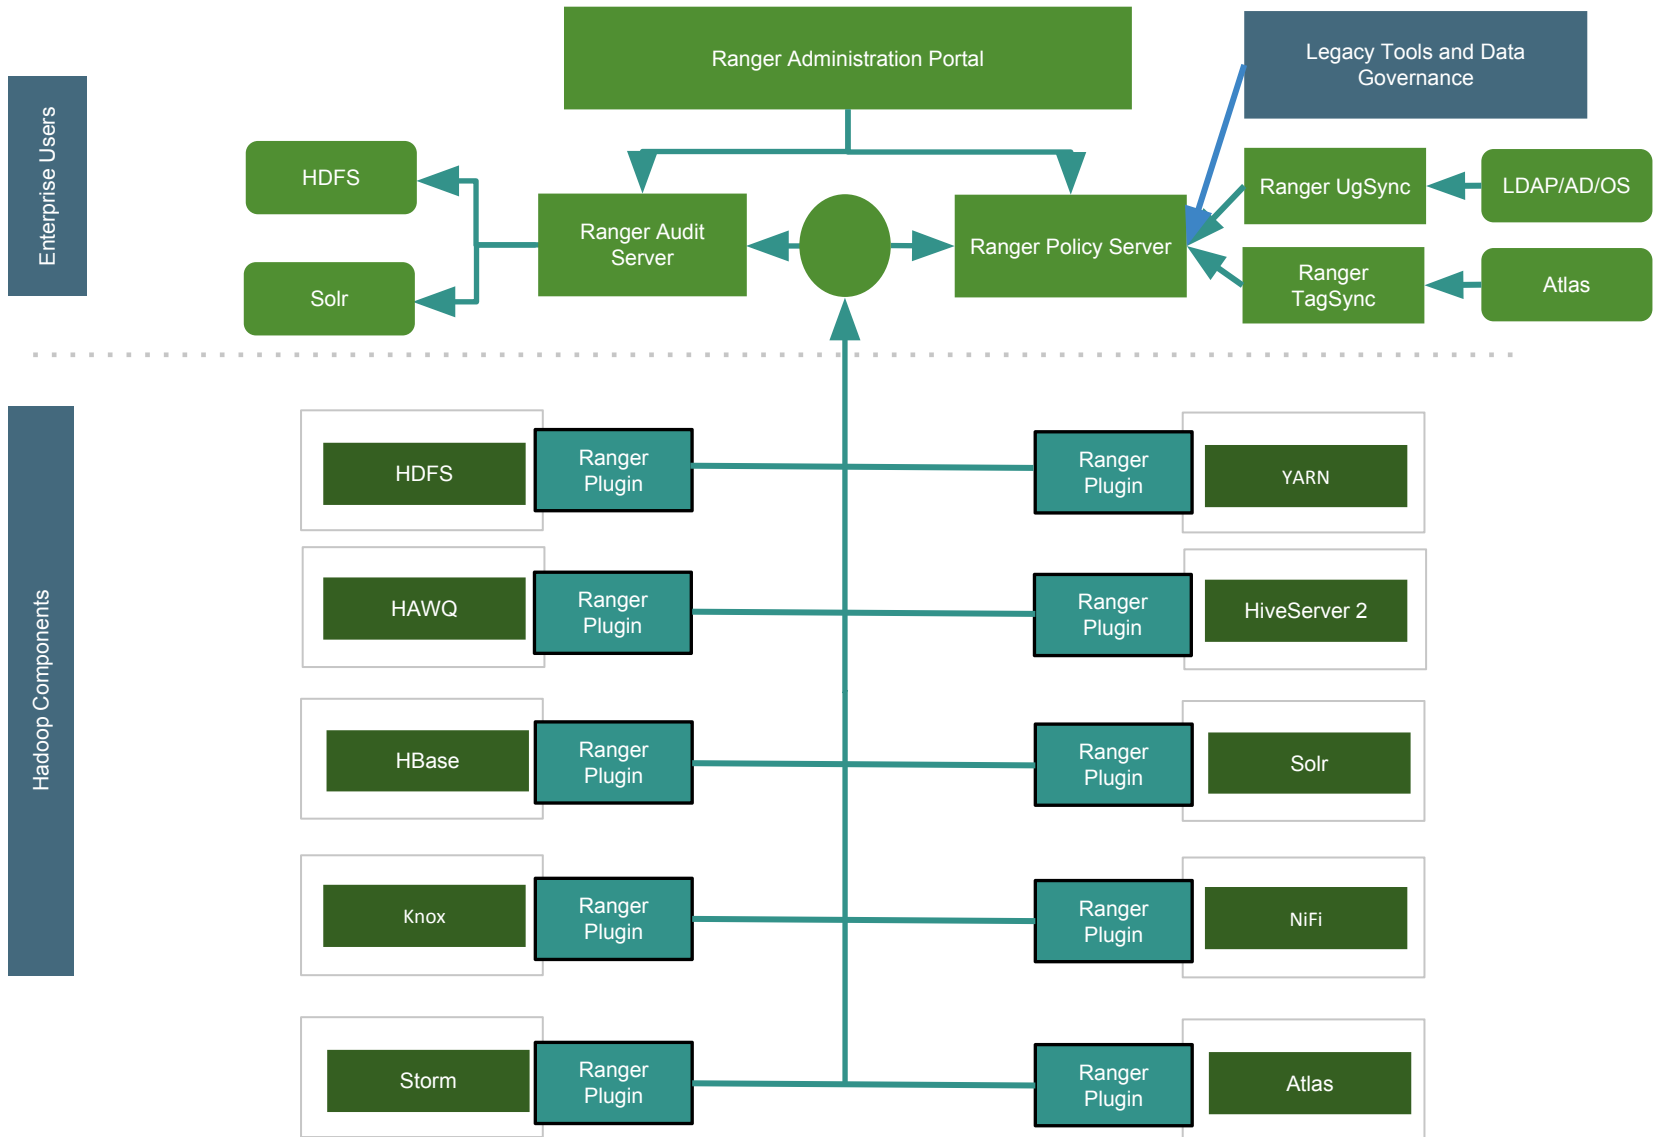 Ranger Administration Portal
Legacy Tools and Data
Governance
Enterprise Users
HDFS
Solr
Ranger Audit
Server
Ranger Policy Server
Ranger UgSync
LDAP/AD/OS
Ranger
TagSync
Atlas
Hadoop Components
HDFS
Ranger
Plugin
Ranger
Plugin
YARN
HAWQ
Ranger
Plugin
Ranger
Plugin
HiveServer 2
HBase
Ranger
Plugin
Ranger
Plugin
Solr
Knox
Ranger
Plugin
Ranger
Plugin
NiFi
Storm
Ranger
Plugin
Ranger
Plugin
Atlas